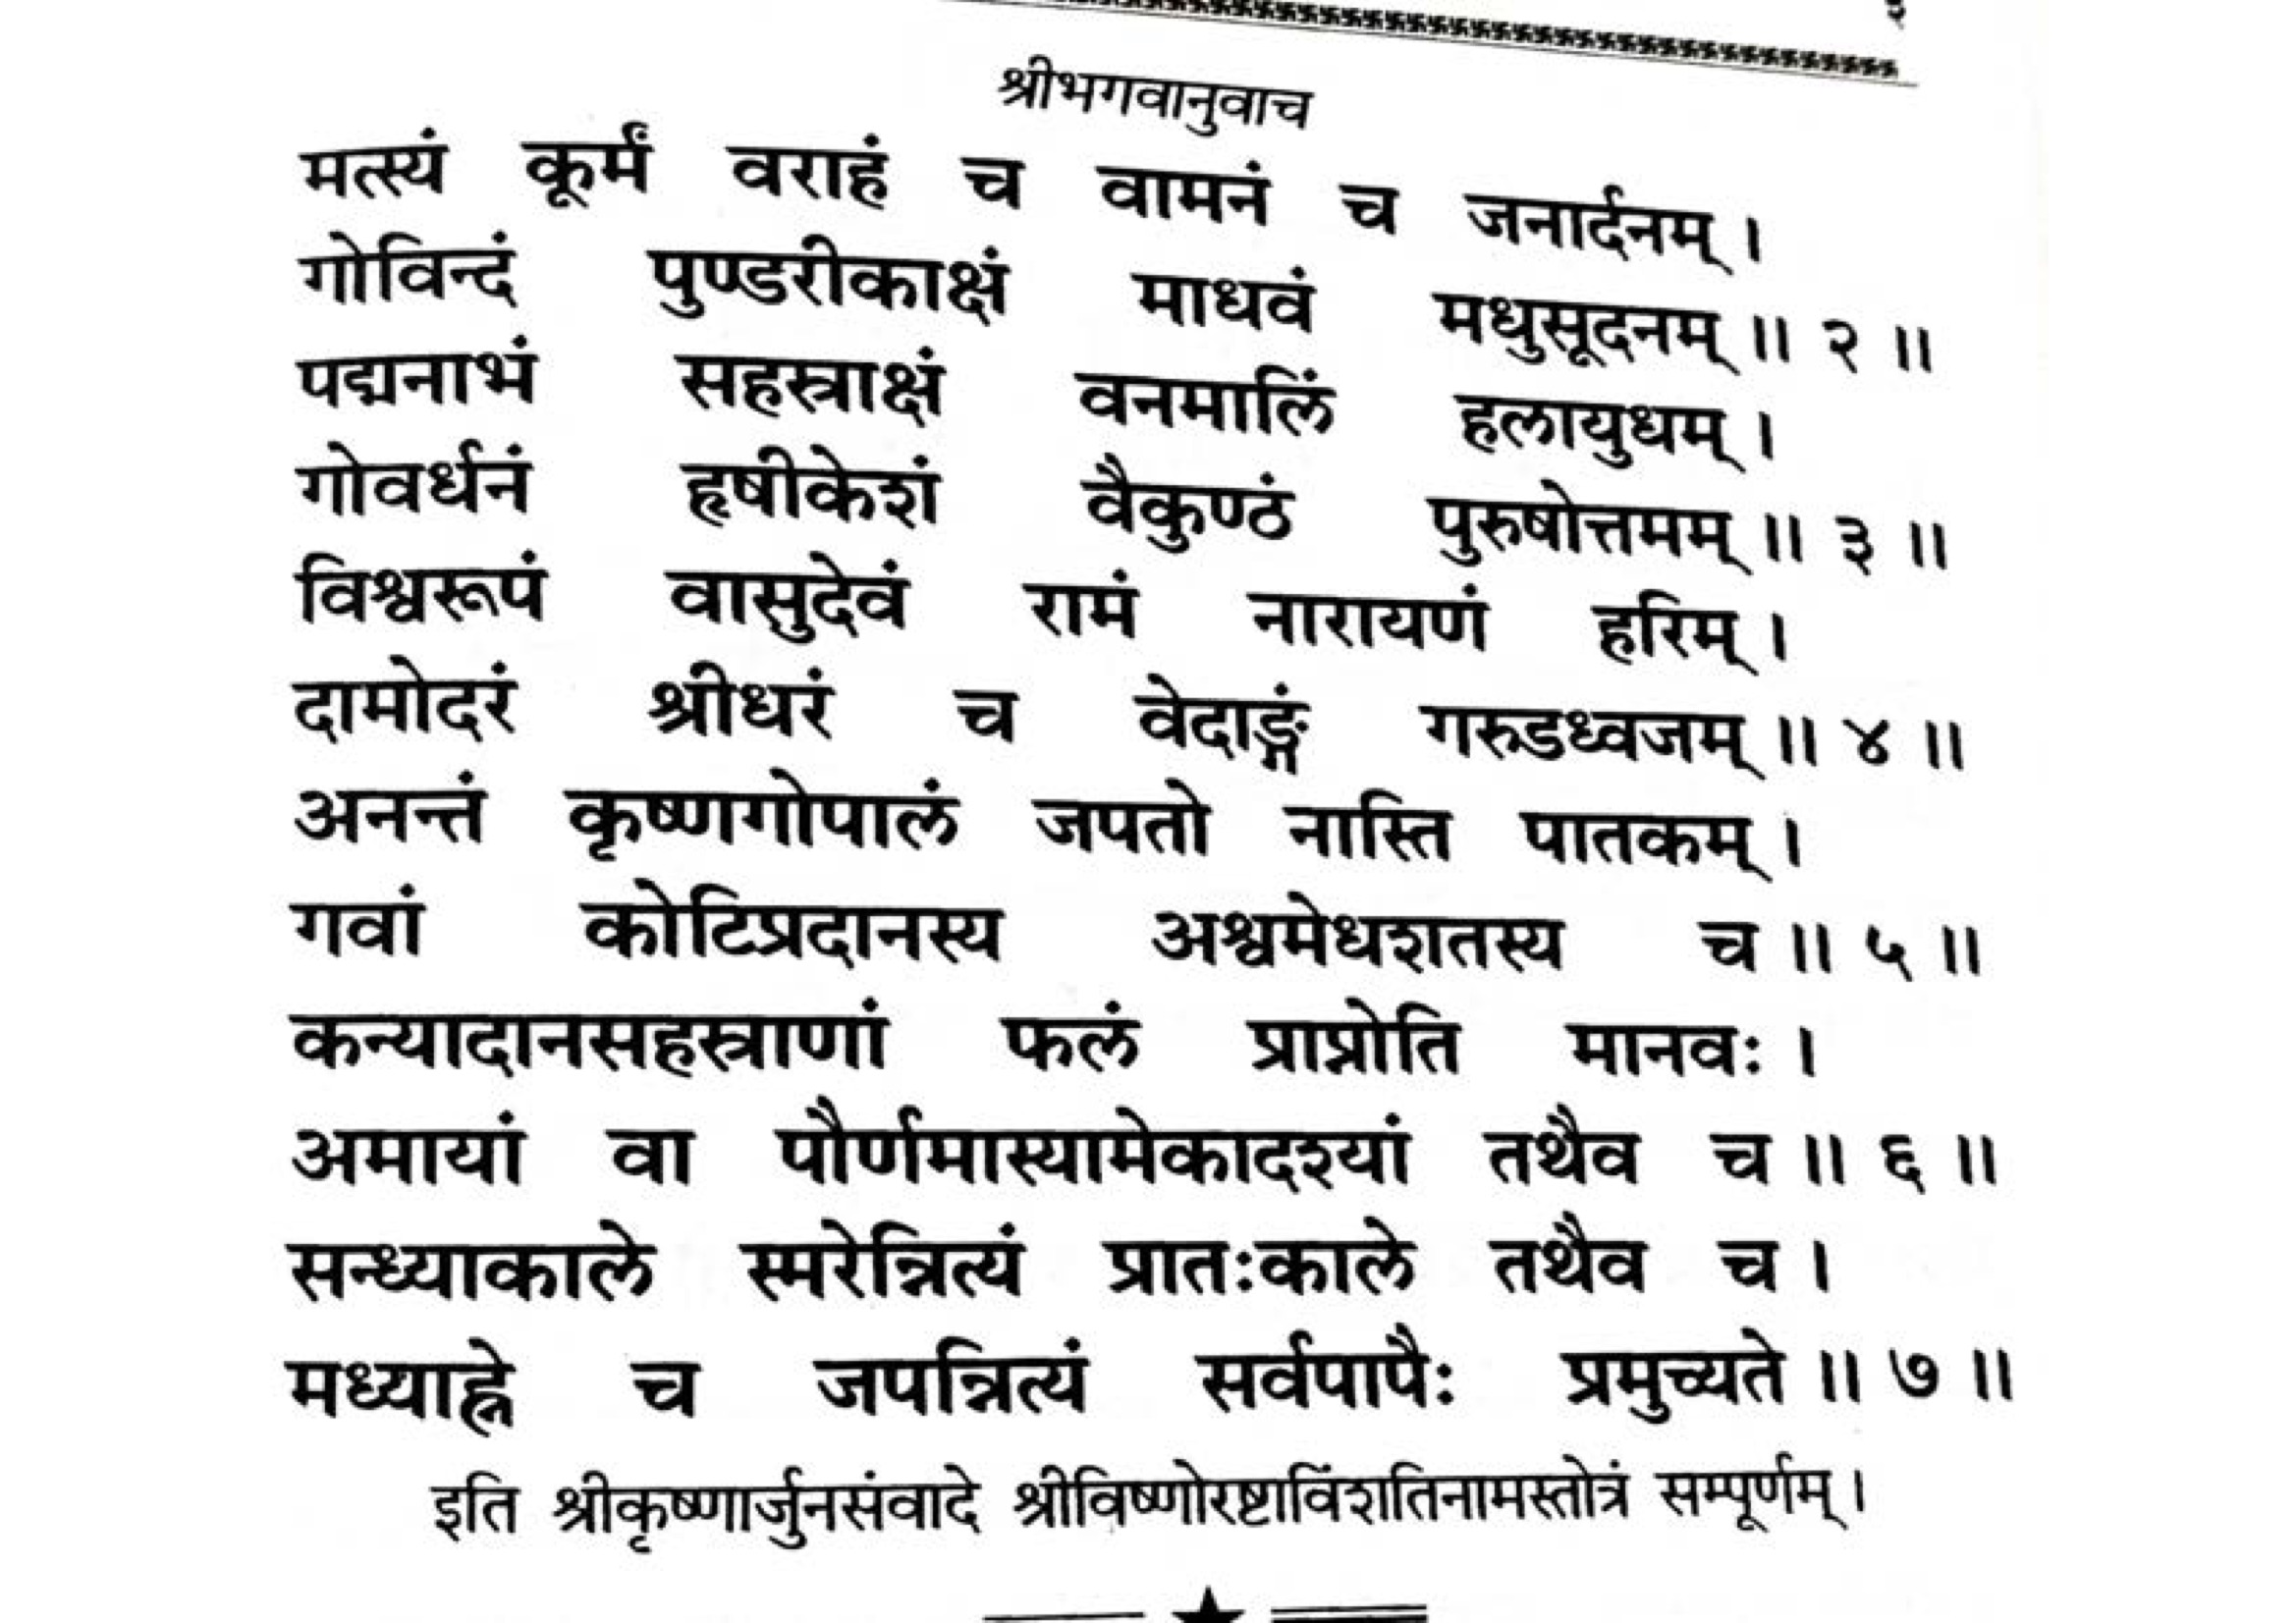 श्रीभगवानुवाच
मत्स्यं कूर्मं वराहं च वामनं च जनार्दनम् ।
गोविन्दं पुण्डरीकाक्षं माधवं मधुसूदनम् ॥ २ ॥
पद्मनाभं सहस्राक्षं वनमालिं हलायुधम् ।
गोवर्धनं हृषीकेशं वैकुण्ठं पुरुषोत्तमम् ॥ ३ ॥
विश्वरूपं वासुदेवं रामं नारायणं हरिम् ।
दामोदरं श्रीधरं च वेदाङ्गं गरुडध्वजम् ॥ ४ ॥
अनन्तं कृष्णगोपालं जपतो नास्ति पातकम् ।
गवां कोटिप्रदानस्य अश्वमेधशतस्य च ॥ ५ ॥
कन्यादानसहस्राणां फलं प्राप्नोति मानवः ।
अमायां वा पौर्णमास्यामेकादश्यां तथैव च ॥ ६ ॥
सन्ध्याकाले स्मरेन्नित्यं प्रातःकाले तथैव च ।
मध्याह्ने च जपन्नित्यं सर्वपापैः प्रमुच्यते ॥ ७ ॥
इति श्रीकृष्णार्जुनसंवादे श्रीविष्णोरष्टाविंशतिनामस्तोत्रं सम्पूर्णम् ।